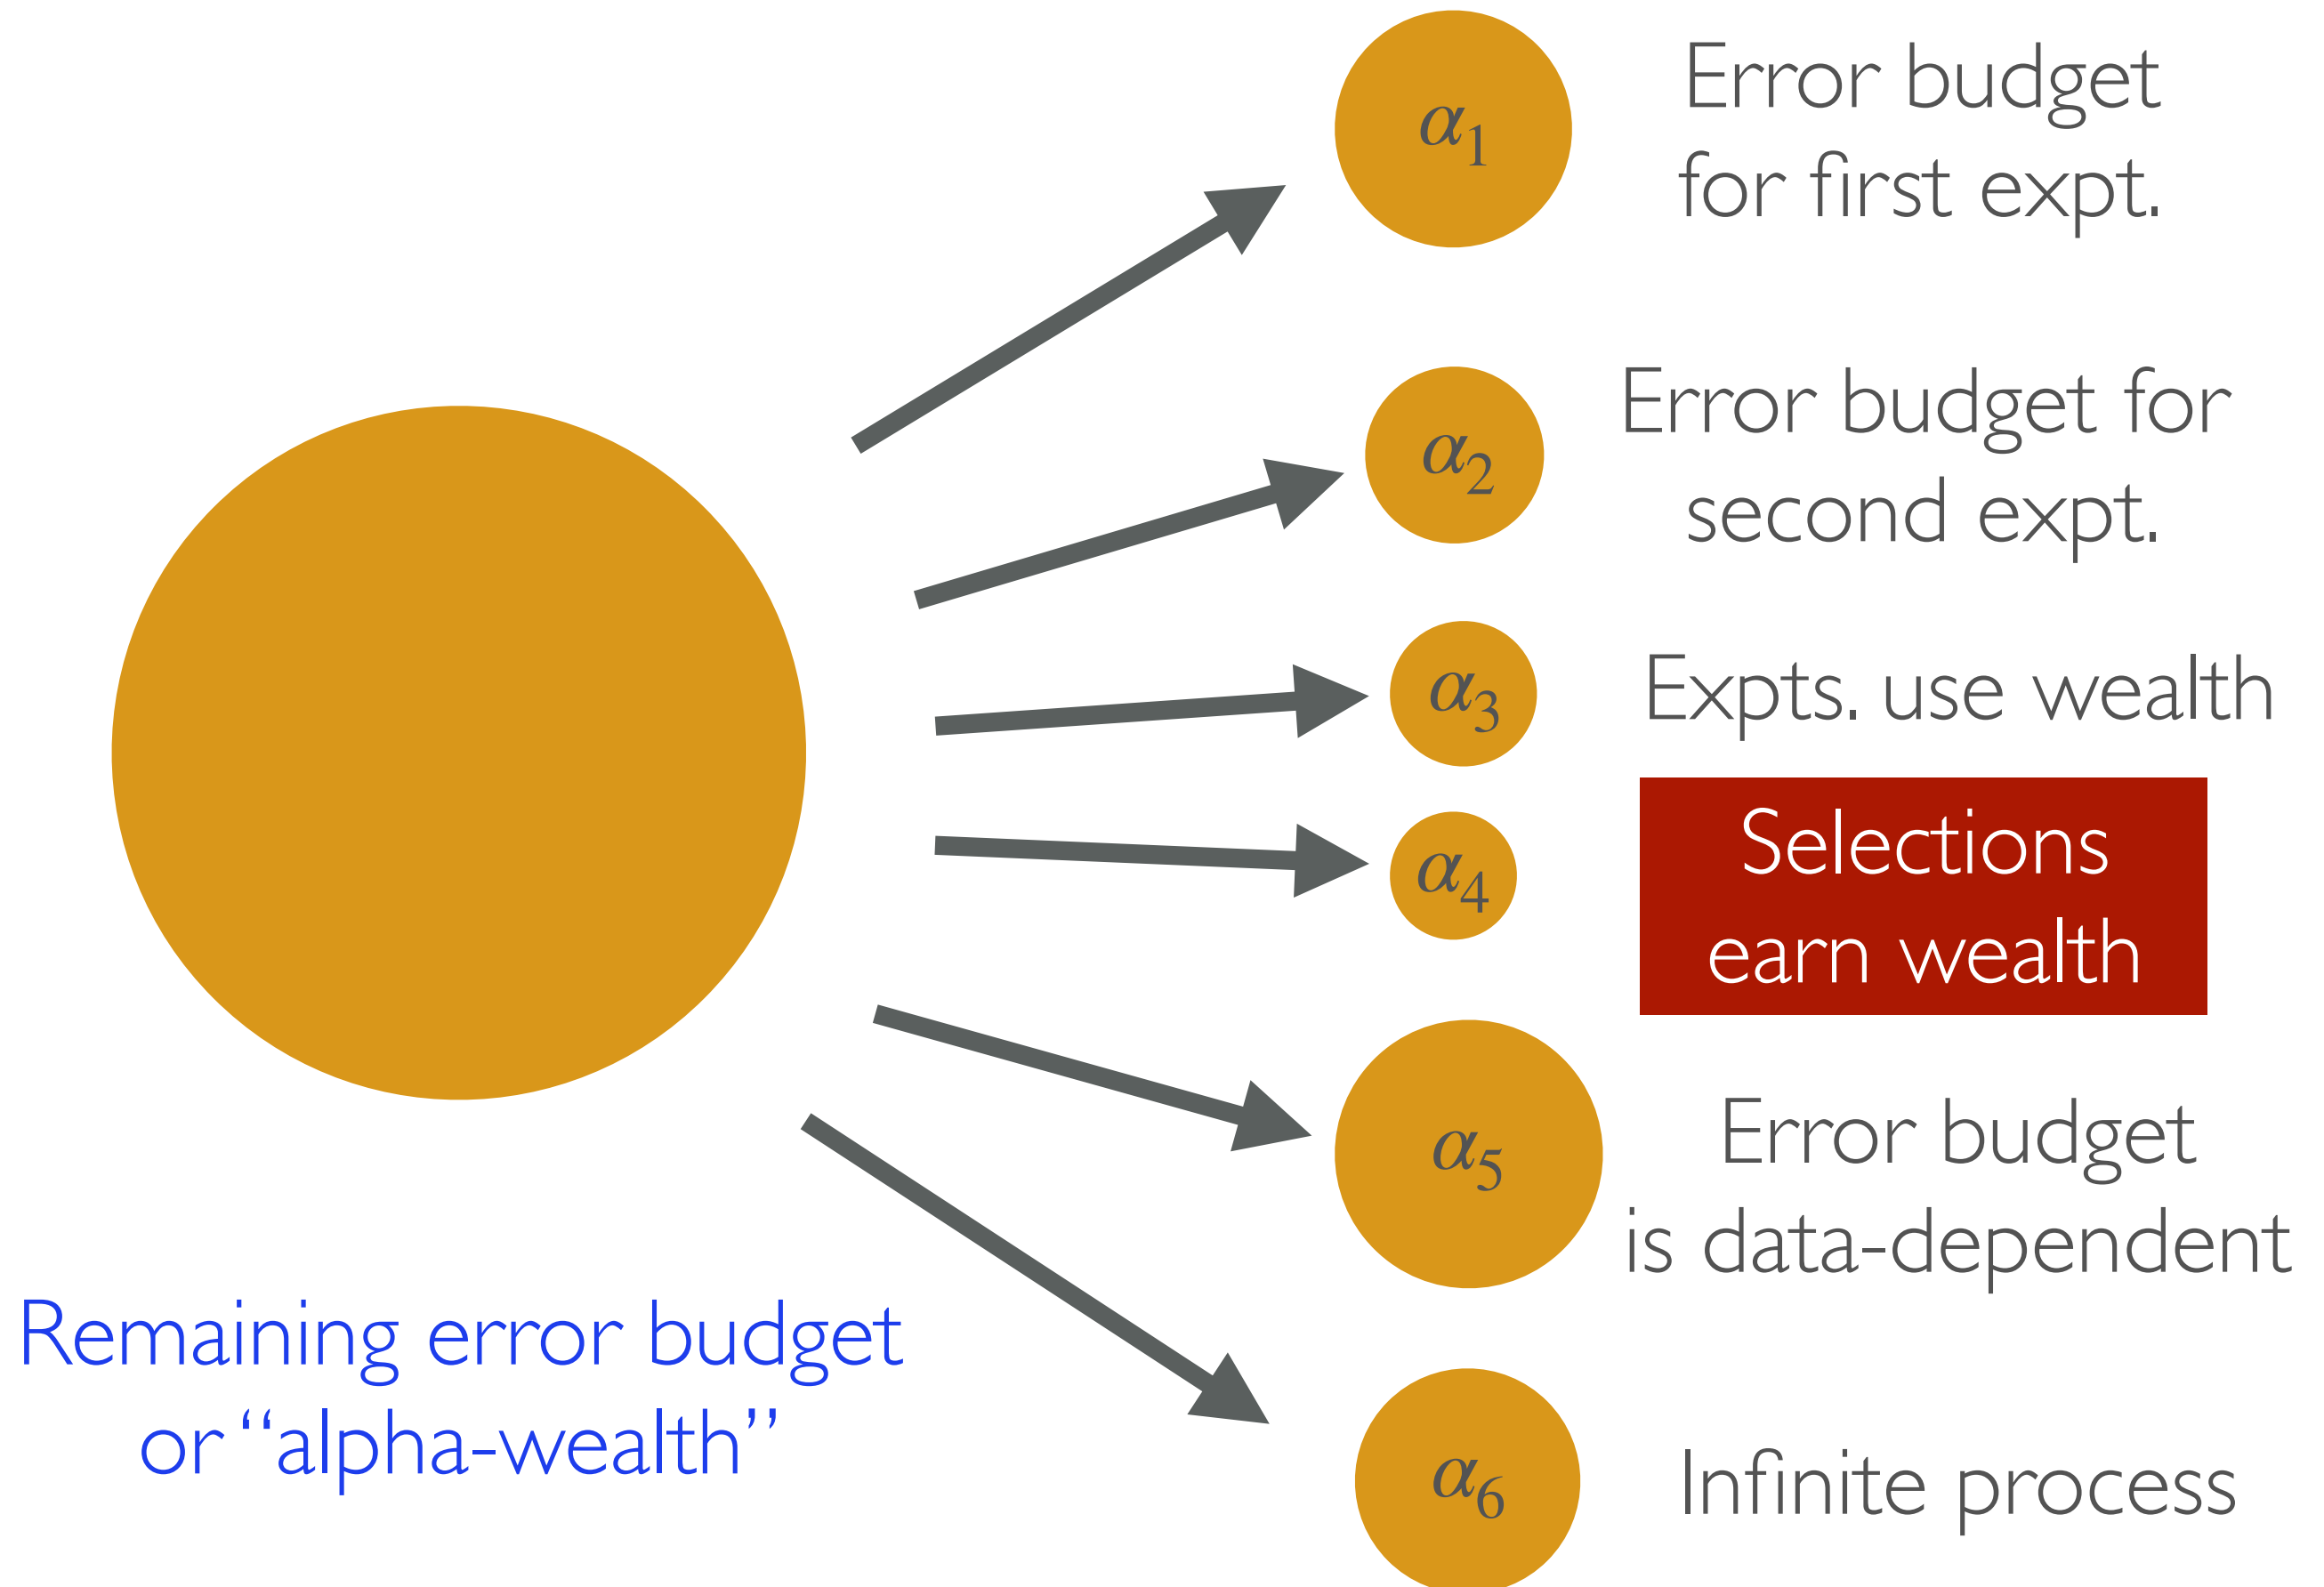 α1
Error budget
for first expt.
α2
Error budget for
second expt.
α3
Expts. use wealth
α4
Selections
earn wealth
α5
Error budget
is data-dependent
Remaining error budget
or “alpha-wealth”
α6
Infinite process